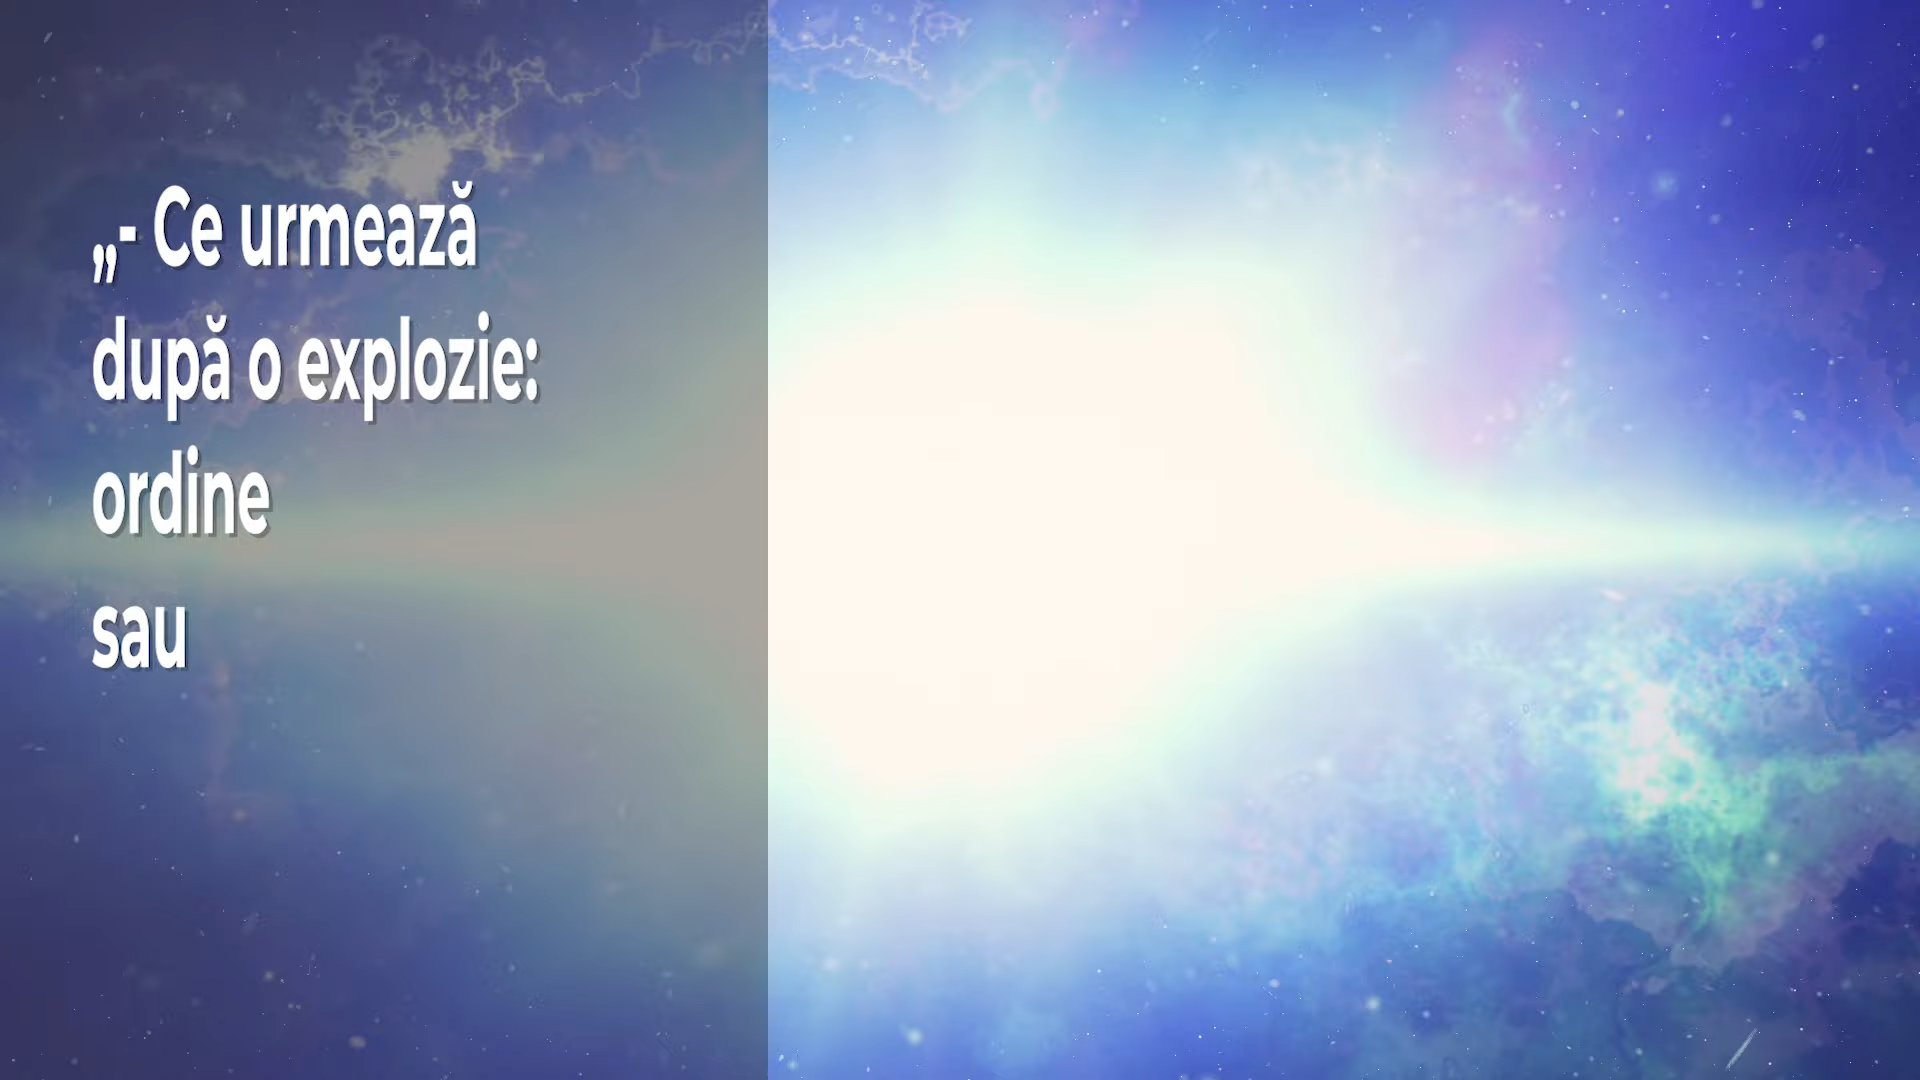 „- Ce urmează
după o explozie:
ordine
sau